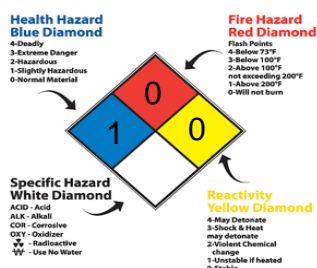 Health Hazard
Blue Diamond
4-Deadly
3-Extreme Danger
2-Hazardous
1-Slightly Hazardous
0-Normal Material
Fire Hazard
Red Diamond
Flash Points
4-Below 73°F
3-Below 100°F
2-Above 100°F
not exceeding 200°F
1-Above 200°F
0-Will not burn
0
1
0
Specific Hazard
White Diamond
ACID - Acid
ALK - Alkali
COR - Corrosive
OXY - Oxidizer
- Radioactive
W - Use No Water
Reactivity
Yellow Diamond
4-May Detonate
3-Shock & Heat
may detonate
2-Violent Chemical
change
1-Unstable if heated
0-Stable